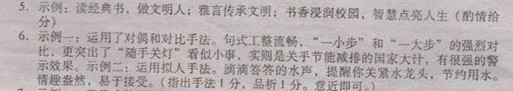 5. 示例：读经典书，做文明人；雅言传承文明；书香浸润校园，智慧点亮人生（酌情给
分）
6. 示例一：运用了对偶和对比手法。句式工整流畅，“一小步”和“一大步”的强烈对
比，更突出了“随手关灯”看似小事，实则是关乎节能减排的国家大计，有很强的警
示效果。示例二：运用拟人手法。滴滴答答的水声，提醒你关紧水龙头，节约用水。
情趣盎然，易于接受。（指出手法1分，品析1分。意近即可。）